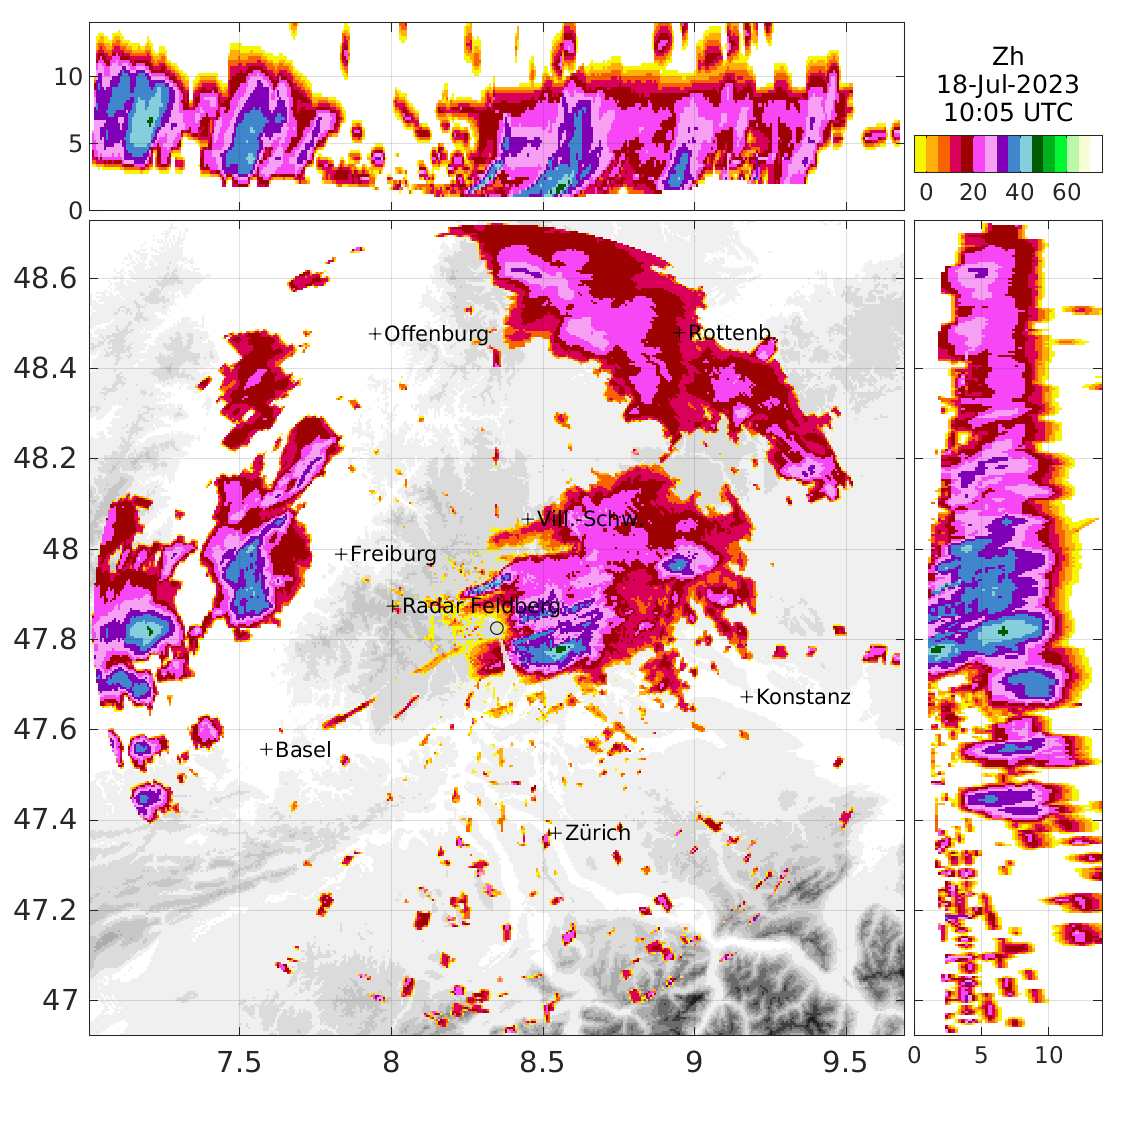 10
5
0
Zh
18-Jul-2023
10:05 UTC
0 20 40 60
48.6
48.4
48.2
48
47.8
47.6
47.4
47.2
47
+Offenburg
+Rottenb.
+Vill.-Schw.
+Freiburg
+Radar Feldberg
+Konstanz
+Basel
+Zürich
7.5 8 8.5 9 9.5
0 5 10